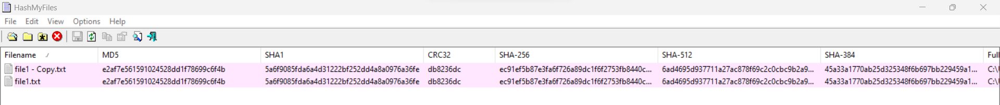 HashMyFiles
File Edit View Options Help
Filename MD5 SHA1 CRC32 SHA-256 SHA-512 SHA-384 Full
file1 - Copy.txt e2af7e561591024528dd1f78699c6f4b 5a6f9085fda6a4d31222bf252dd4a8a0976a36fe db8236dc ec91ef5b87e3fa6f726a89dc1f6f2753fb8440c... 6ad4695d937711a27ac878f69c2c0cbc9b2a9... 45a33a1770ab25d325348f6b697bb229459a1... C:\
file1.txt e2af7e561591024528dd1f78699c6f4b 5a6f9085fda6a4d31222bf252dd4a8a0976a36fe db8236dc ec91ef5b87e3fa6f726a89dc1f6f2753fb8440c... 6ad4695d937711a27ac878f69c2c0cbc9b2a9... 45a33a1770ab25d325348f6b697bb229459a1... C:\